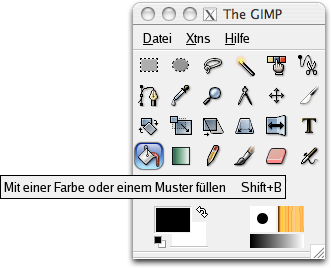 The GIMP
Datei Xtns Hilfe
Mit einer Farbe oder einem Muster füllen Shift+B